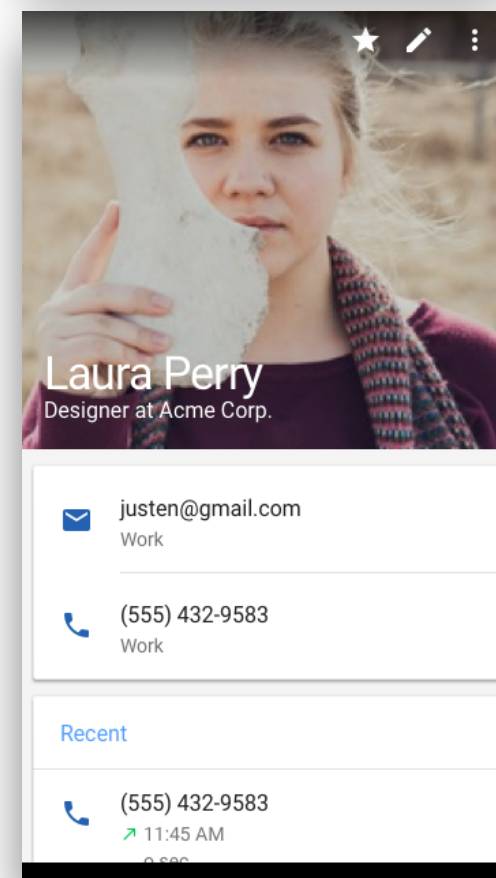 Laura Perry
Designer at Acme Corp.
justen@gmail.com
Work
(555) 432-9583
Work
Recent
(555) 432-9583
11:45 AM